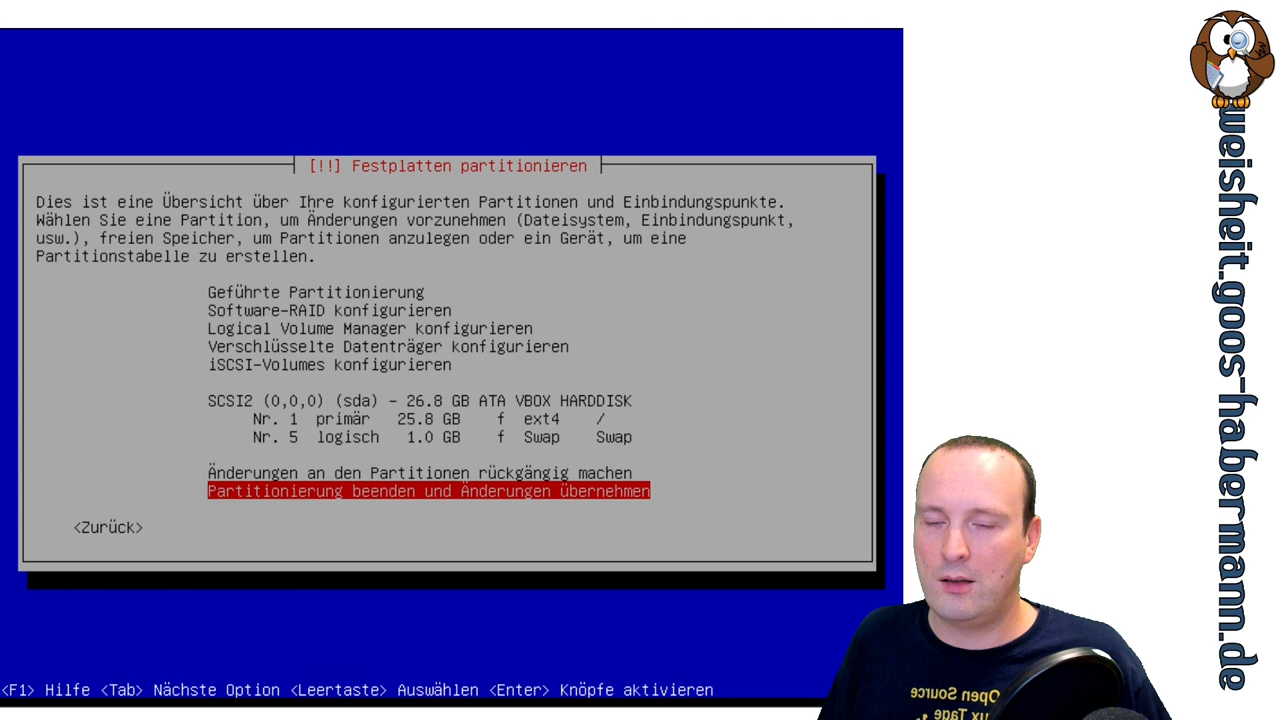 [!!] Festplatten partitionieren
Dies ist eine Übersicht über Ihre konfigurierten Partitionen und Einbindungspunkte.
Wählen Sie eine Partition, um Änderungen vorzunehmen (Dateisystem, Einbindungspunkt,
usw.), freien Speicher, um Partitionen anzulegen oder ein Gerät, um eine
Partitionstabelle zu erstellen.
Geführte Partitionierung
Software-RAID konfigurieren
Logical Volume Manager konfigurieren
Verschlüsselte Datenträger konfigurieren
iSCSI-Volumes konfigurieren
SCSI2 (0,0,0) (sda) - 26.8 GB ATA VBOX HARDDISK
Nr. 1 primär 25.8 GB f ext4 /
Nr. 5 logisch 1.0 GB f Swap Swap
Änderungen an den Partitionen rückgängig machen
Partitionierung beenden und Änderungen übernehmen
<Zurück>
<F1> Hilfe <Tab> Nächste Option <Leertaste> Auswählen <Enter> Knöpfe aktivieren
weisheit.goos-habermann.de
Open Source
ux Tage